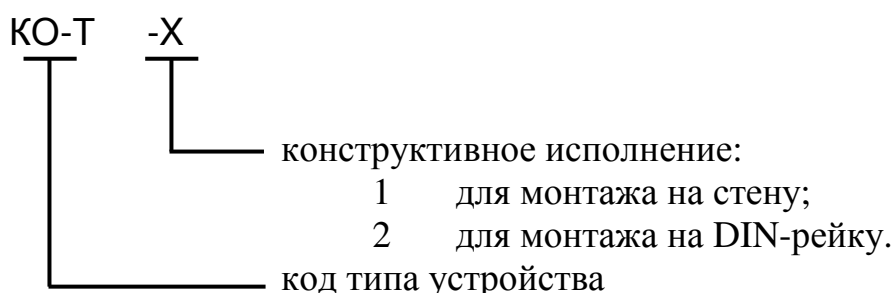 КО-Т -Х
конструктивное исполнение:
1 для монтажа на стену;
2 для монтажа на DIN-рейку.
код типа устройства